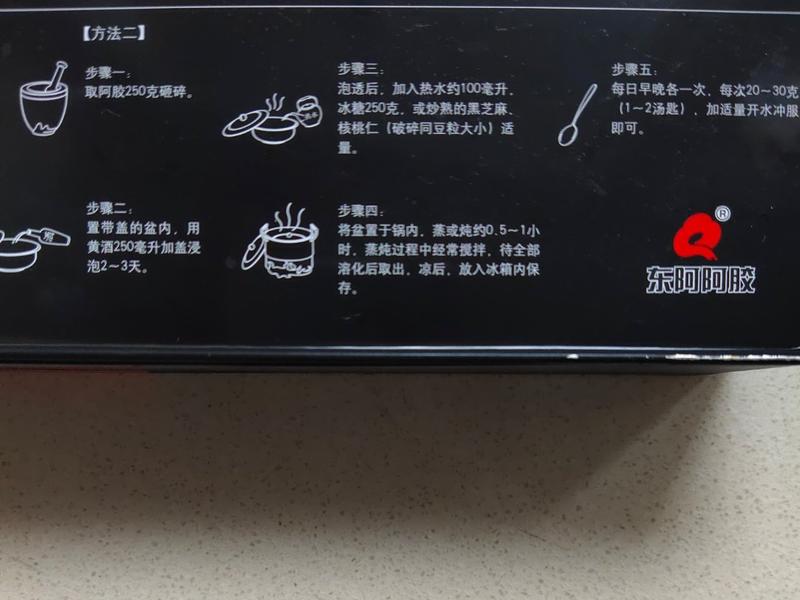 【方法二】
步骤一：
取阿胶250克砸碎。
步骤二：
置带盖的盆内，用
黄酒250毫升加盖浸
泡2～3天。
步骤三：
泡透后，加入热水约100毫升，
冰糖250克，或炒熟的黑芝麻、
核桃仁（破碎同豆粒大小）适
量。
步骤四：
将盆置于锅内，蒸或炖约0.5～1小
时，蒸炖过程中经常搅拌，待全部
溶化后取出，凉后，放入冰箱内保
存。
步骤五：
每日早晚各一次，每次20～30克
（1～2汤匙），加适量开水冲服
即可。
®
东阿阿胶